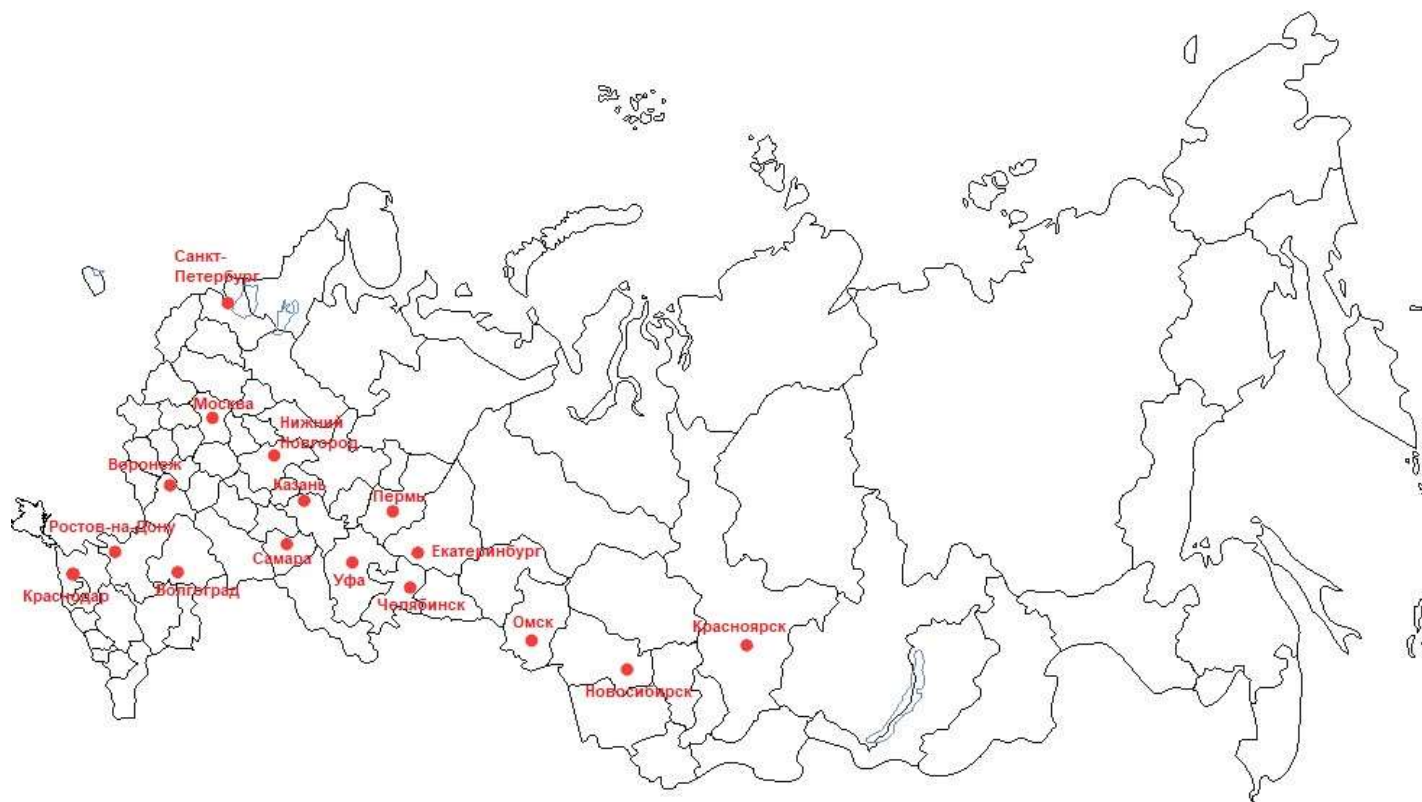 Санкт-
Петербург
Москва
Нижний
Новгород
Воронеж
Казань
Пермь
Ростов-на-Дону
Самара
Екатеринбург
Уфа
Краснодар
Волгоград
Челябинск
Омск
Красноярск
Новосибирск